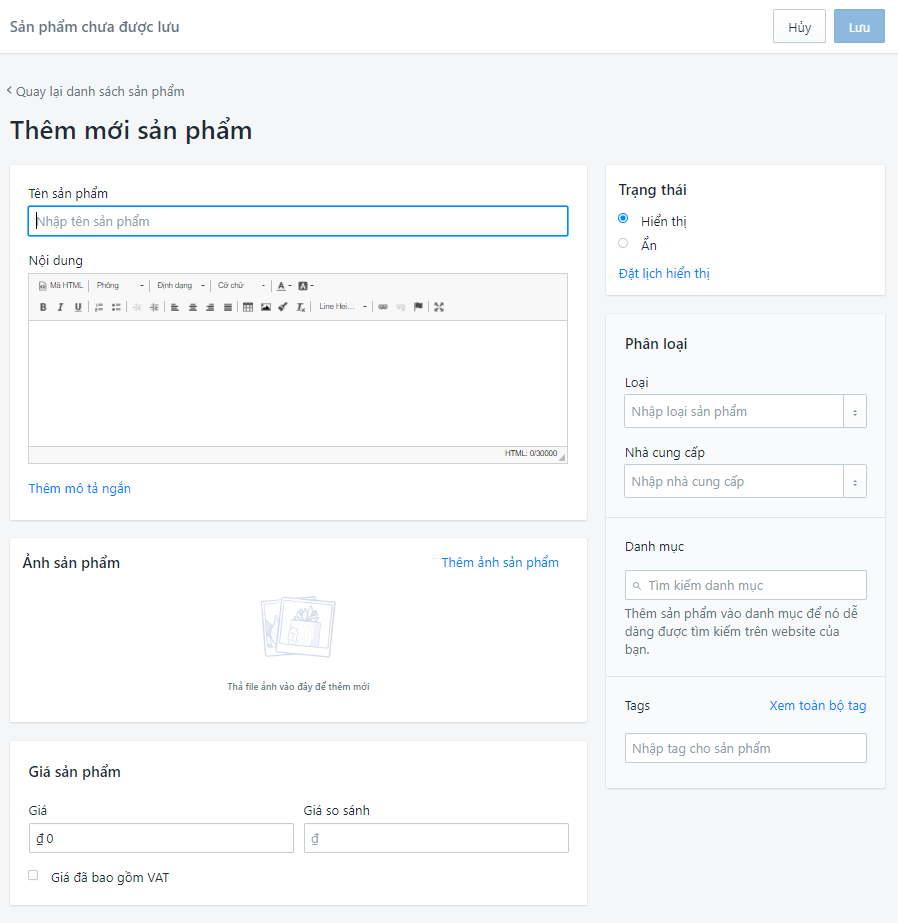 Sản phẩm chưa được lưu
Hủy
Lưu
Quay lại danh sách sản phẩm
Thêm mới sản phẩm
Tên sản phẩm
Nhập tên sản phẩm
Nội dung
Mã HTML
Phông
Định dạng
Cỡ chữ
A
A
B I U
Line Hei...
HTML: 0/30000
Thêm mô tả ngắn
Ảnh sản phẩm
Thêm ảnh sản phẩm
Thả file ảnh vào đây để thêm mới
Giá sản phẩm
Giá
₫ 0
Giá so sánh
₫
Giá đã bao gồm VAT
Trạng thái
Hiển thị
Ẩn
Đặt lịch hiển thị
Phân loại
Loại
Nhập loại sản phẩm
Nhà cung cấp
Nhập nhà cung cấp
Danh mục
Tìm kiếm danh mục
Thêm sản phẩm vào danh mục để nó dễ
dàng được tìm kiếm trên website của
bạn.
Tags
Xem toàn bộ tag
Nhập tag cho sản phẩm